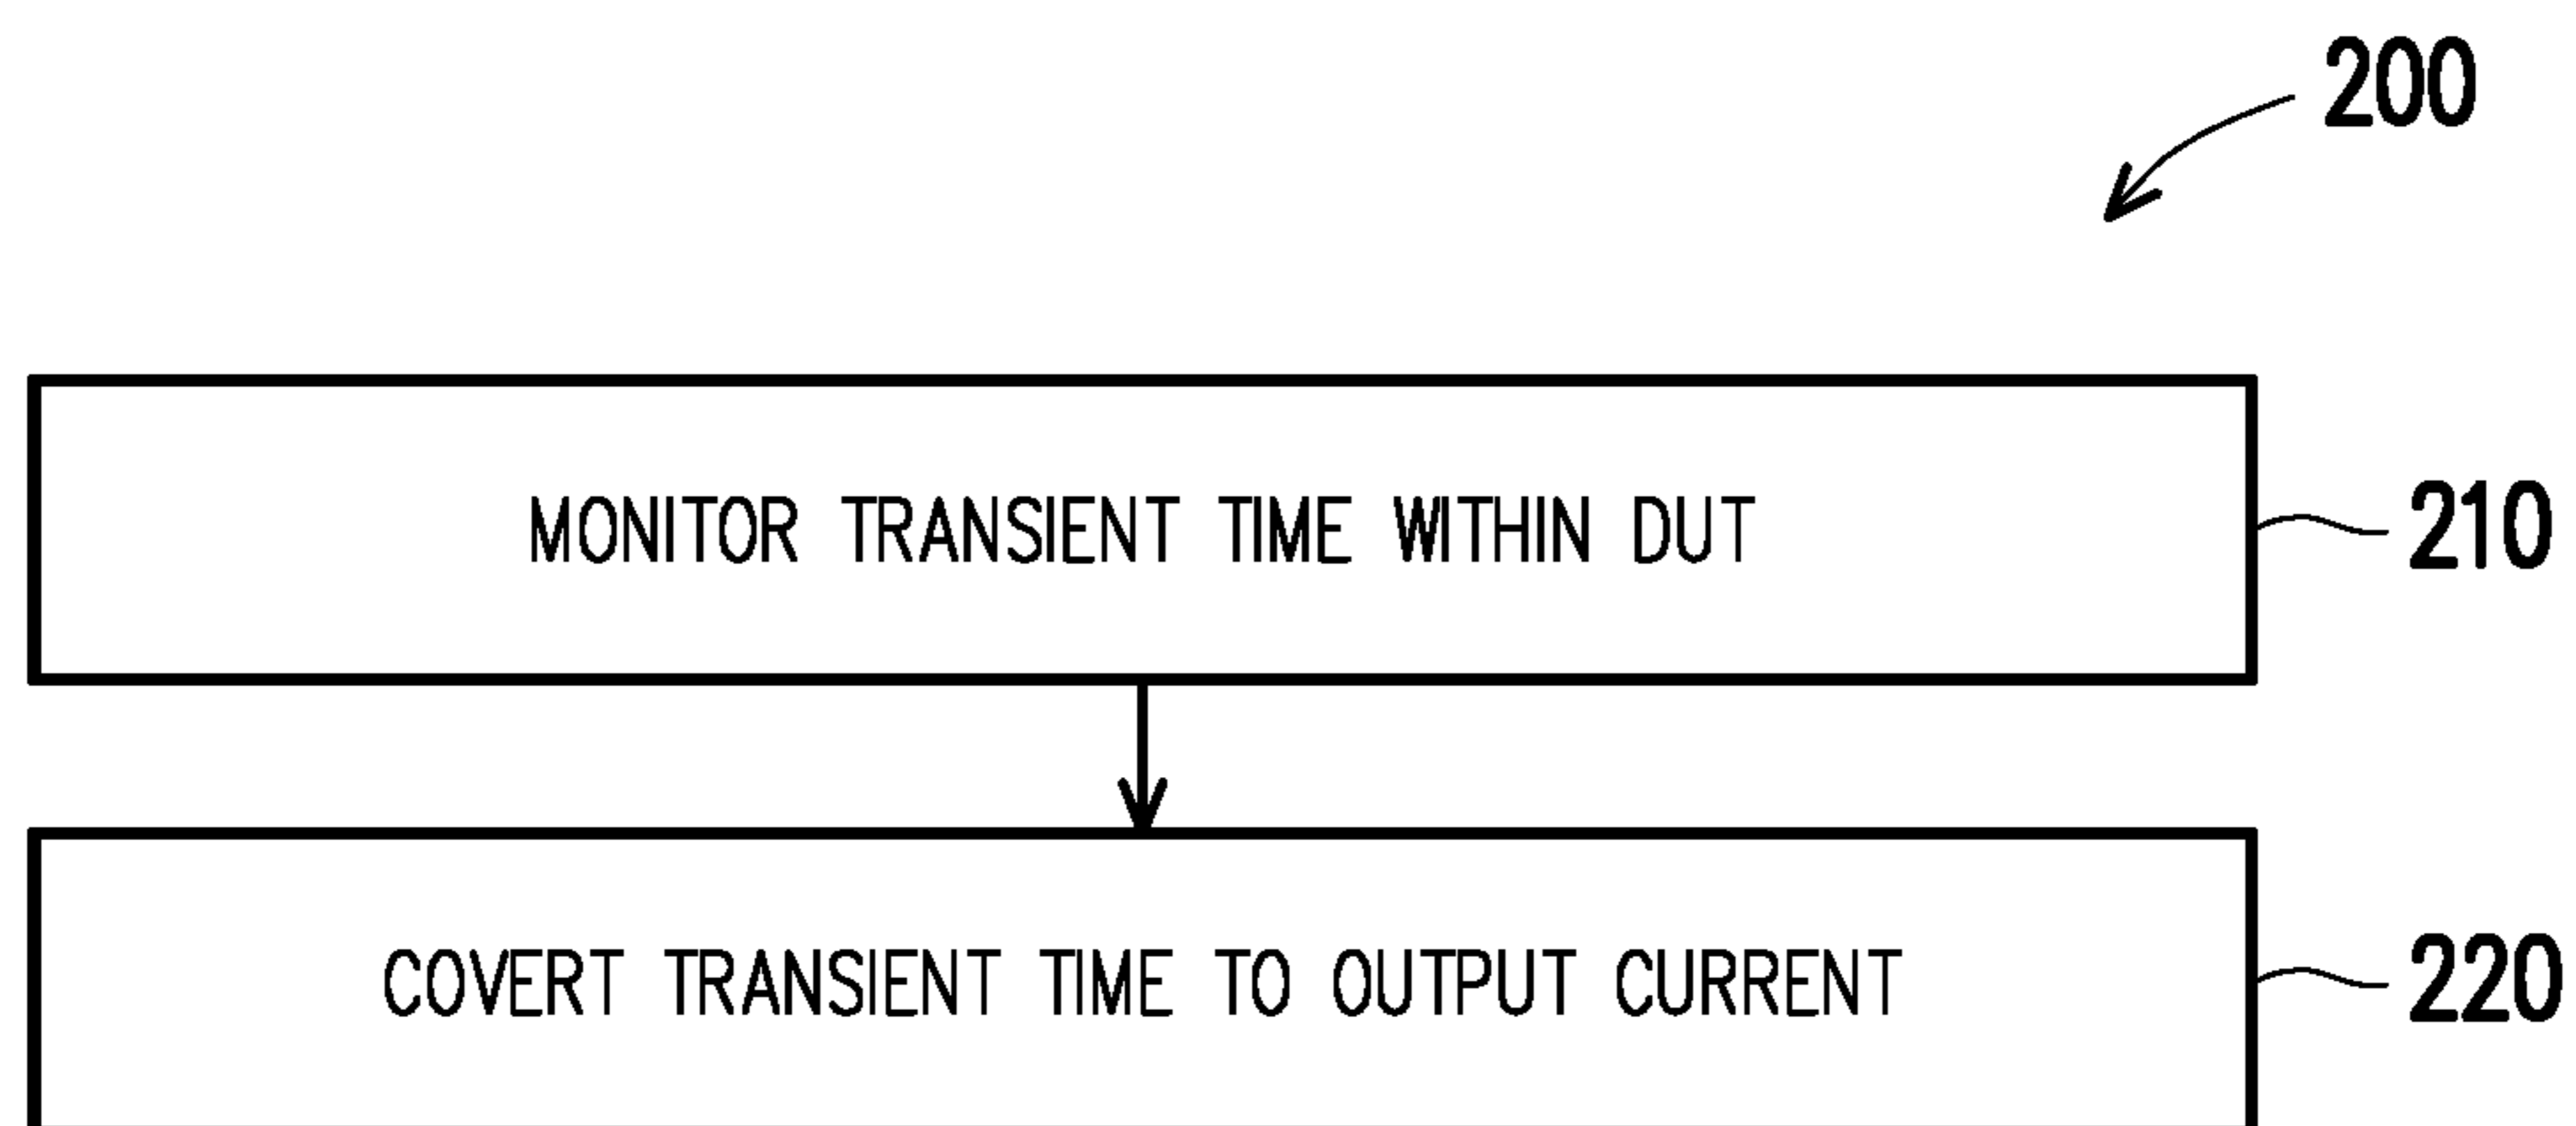 200
MONITOR TRANSIENT TIME WITHIN DUT
210
COVERT TRANSIENT TIME TO OUTPUT CURRENT
220